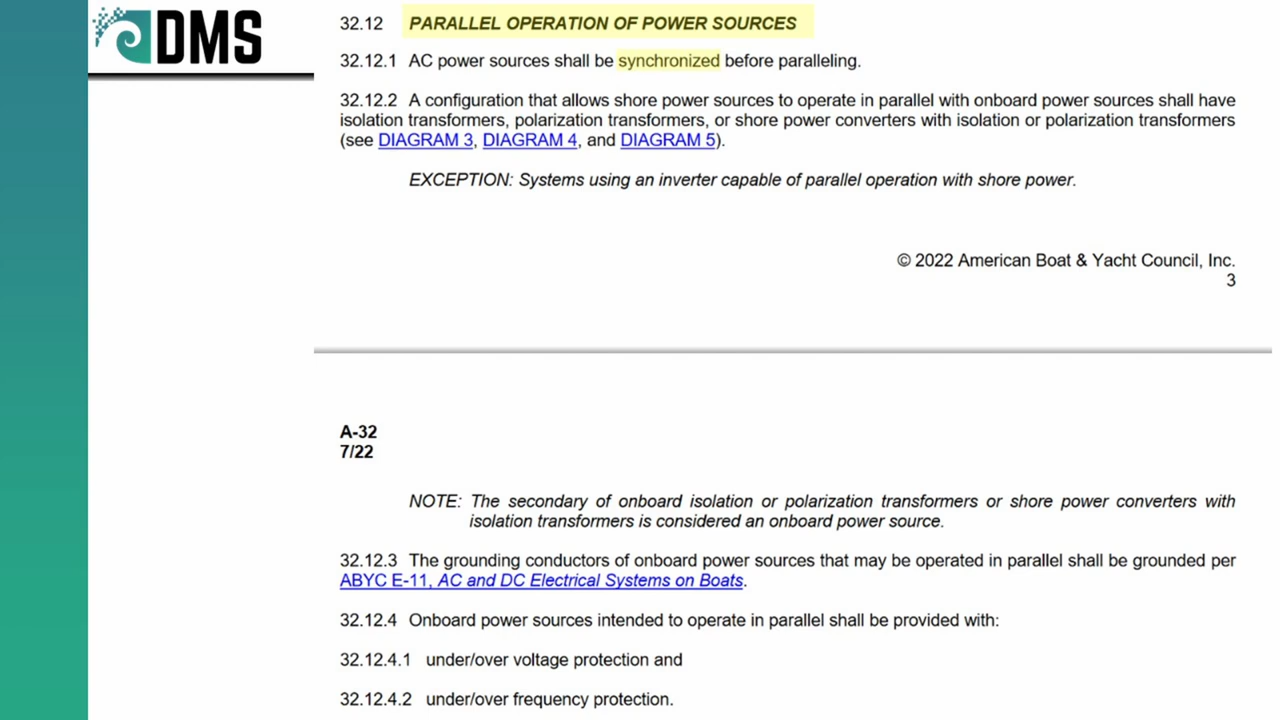 DMS
32.12 PARALLEL OPERATION OF POWER SOURCES
32.12.1 AC power sources shall be synchronized before paralleling.
32.12.2 A configuration that allows shore power sources to operate in parallel with onboard power sources shall have
isolation transformers, polarization transformers, or shore power converters with isolation or polarization transformers
(see DIAGRAM 3, DIAGRAM 4, and DIAGRAM 5).
EXCEPTION: Systems using an inverter capable of parallel operation with shore power.
© 2022 American Boat & Yacht Council, Inc.
3
A-32
7/22
NOTE: The secondary of onboard isolation or polarization transformers or shore power converters with
isolation transformers is considered an onboard power source.
32.12.3 The grounding conductors of onboard power sources that may be operated in parallel shall be grounded per
ABYC E-11, AC and DC Electrical Systems on Boats.
32.12.4 Onboard power sources intended to operate in parallel shall be provided with:
32.12.4.1 under/over voltage protection and
32.12.4.2 under/over frequency protection.